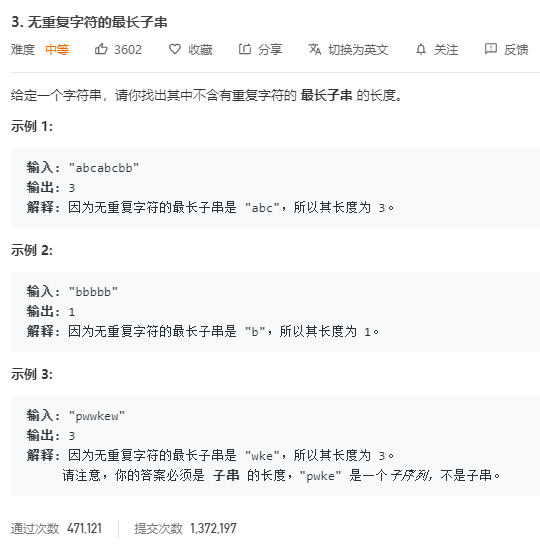 3. 无重复字符的最长子串
难度 中等 3602 收藏 分享 切换为英文 关注 反馈
给定一个字符串，请你找出其中不含有重复字符的 最长子串 的长度。
示例 1:
输入: "abcabcbb"
输出: 3
解释: 因为无重复字符的最长子串是 "abc"，所以其长度为 3。
示例 2:
输入: "bbbbb"
输出: 1
解释: 因为无重复字符的最长子串是 "b"，所以其长度为 1。
示例 3:
输入: "pwwkew"
输出: 3
解释: 因为无重复字符的最长子串是 "wke"，所以其长度为 3。
请注意，你的答案必须是 子串 的长度，"pwke" 是一个子序列，不是子串。
通过次数 471,121 提交次数 1,372,197